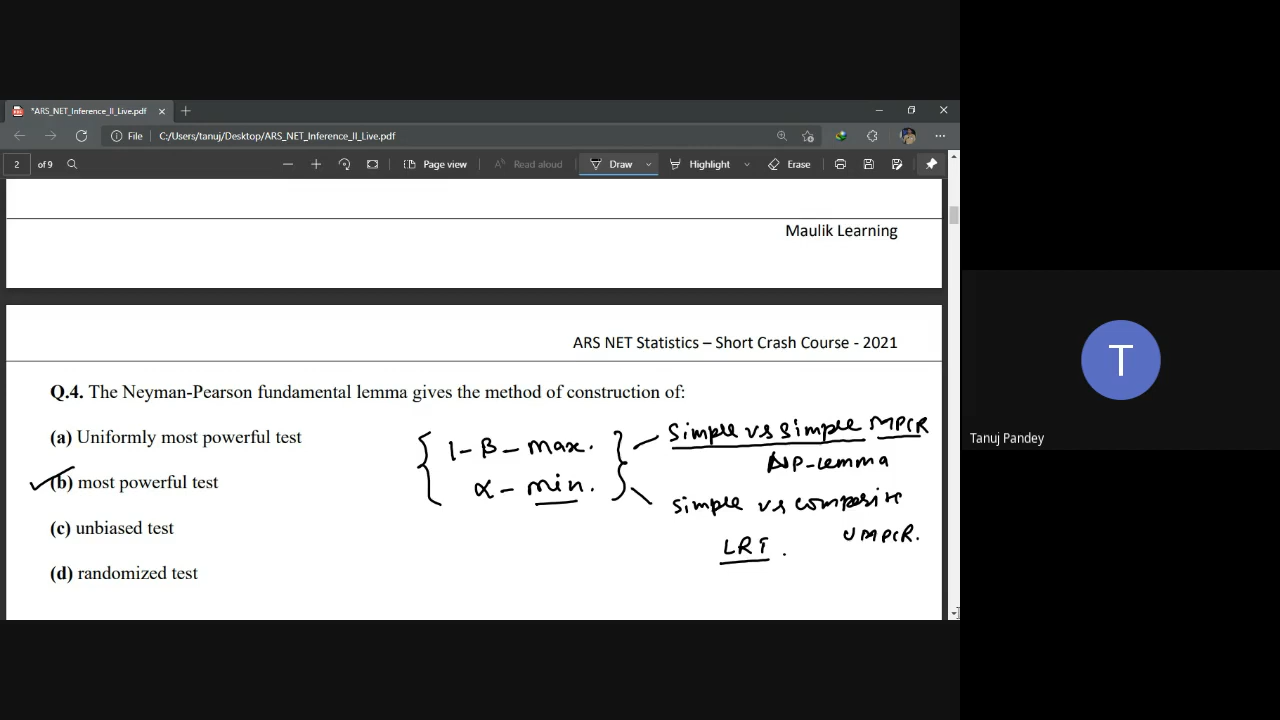 *ARS_NET_Inference_II_Live.pdf
File C:/Users/tanuj/Desktop/ARS_NET_Inference_II_Live.pdf
2 of 9 Page view Read aloud Draw Highlight Erase
Maulik Learning
ARS NET Statistics – Short Crash Course - 2021
Q.4. The Neyman-Pearson fundamental lemma gives the method of construction of:
(a) Uniformly most powerful test
(b) most powerful test
(c) unbiased test
(d) randomized test
1-β-max.
α-min.
Simple vs Simple MPCR
NP-lemma
Simple vs composite
UMPCR.
LRT.
T
Tanuj Pandey